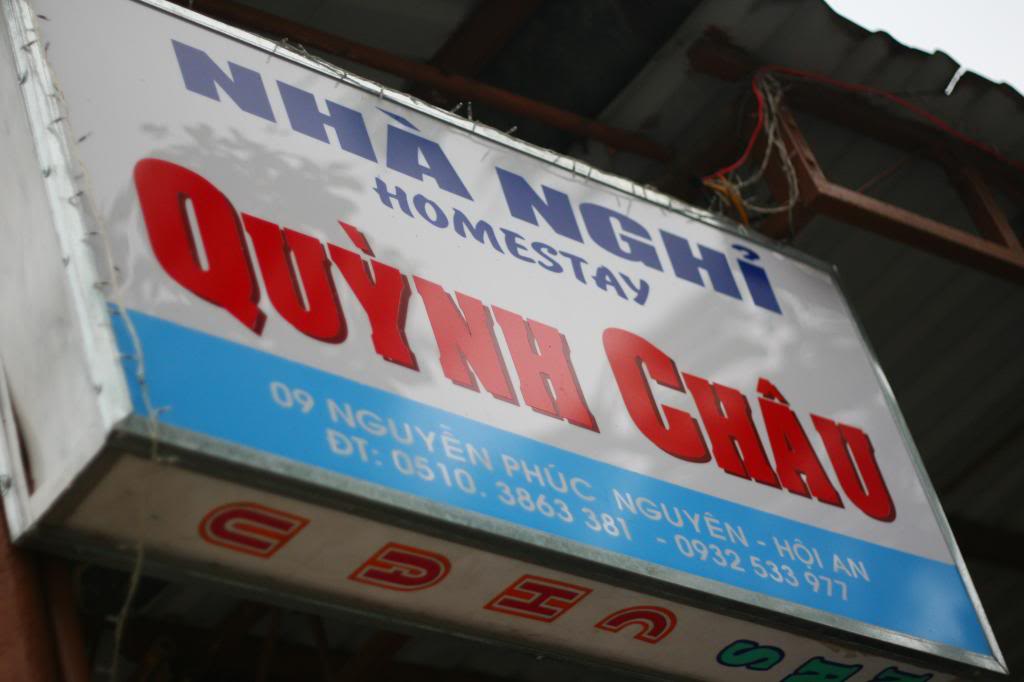 NHÀ NGHỈ
HOMESTAY
QUỲNH CHÂU
09 NGUYỄN PHÚC NGUYÊN - HỘI AN
ĐT: 0510. 3863 381 - 0932 533 977